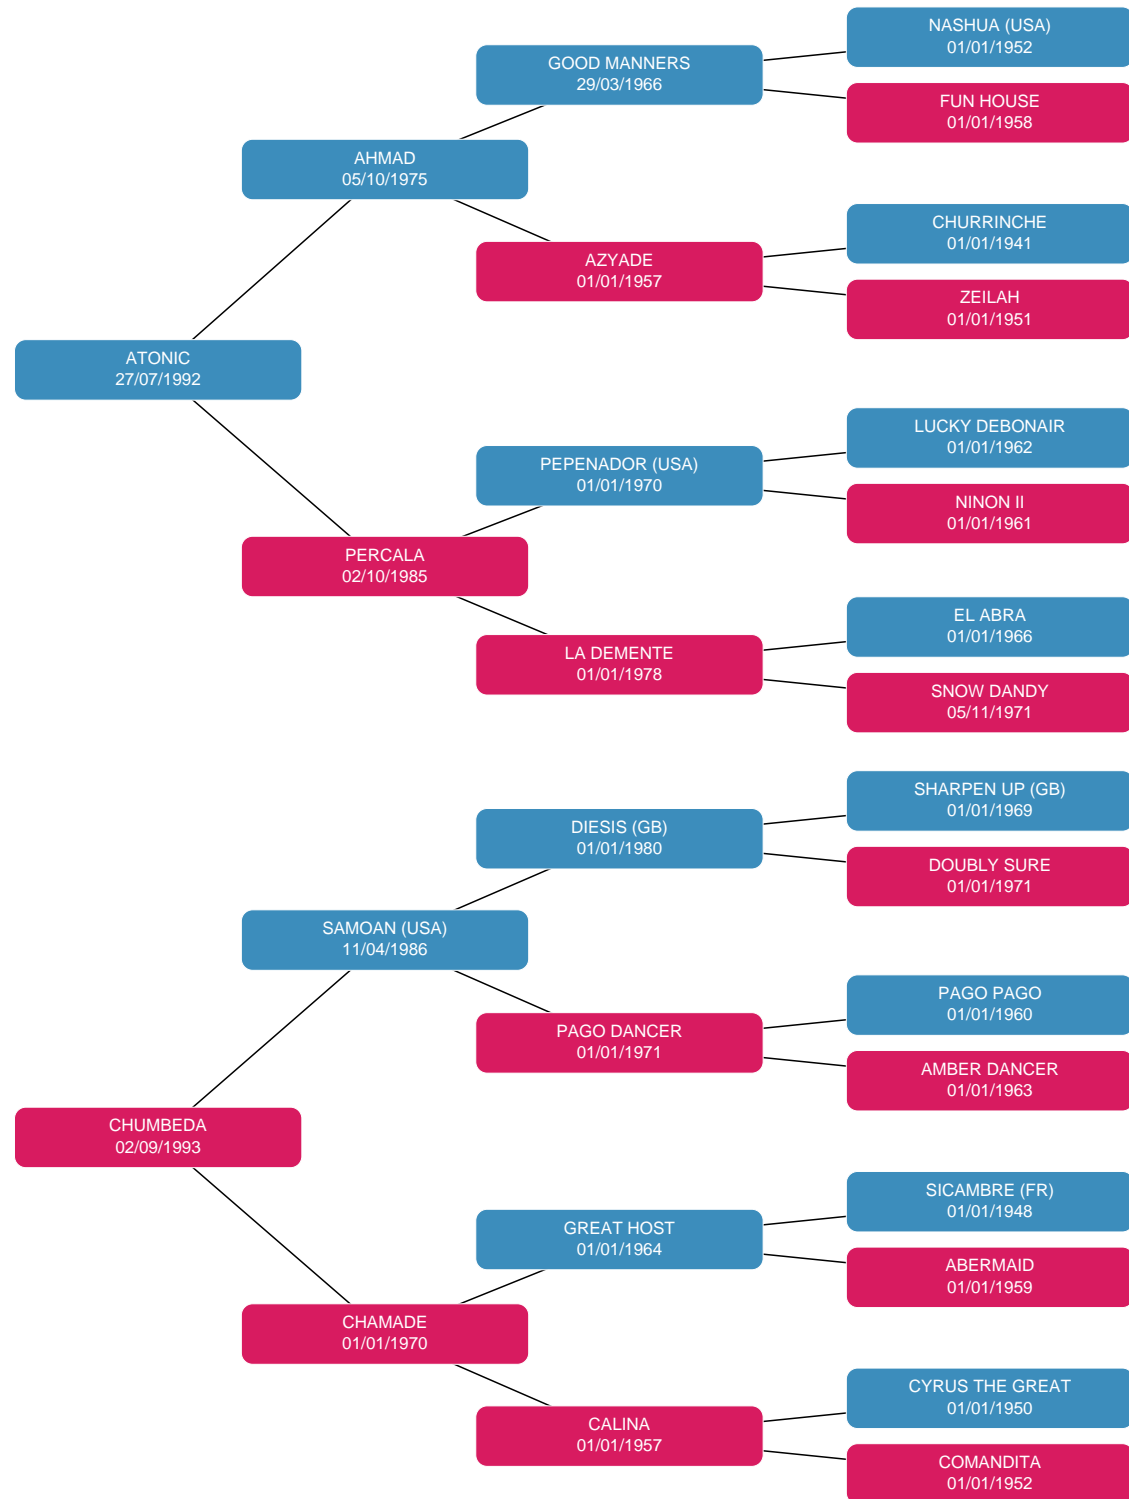 NASHUA (USA)
01/01/1952
GOOD MANNERS
29/03/1966
FUN HOUSE
01/01/1958
AHMAD
05/10/1975
CHURRINCHE
01/01/1941
AZYADE
01/01/1957
ZEILAH
01/01/1951
ATONIC
27/07/1992
LUCKY DEBONAIR
01/01/1962
PEPENADOR (USA)
01/01/1970
NINON II
01/01/1961
PERCALA
02/10/1985
EL ABRA
01/01/1966
LA DEMENTE
01/01/1978
SNOW DANDY
05/11/1971
SHARPEN UP (GB)
01/01/1969
DIESIS (GB)
01/01/1980
DOUBLY SURE
01/01/1971
SAMOAN (USA)
11/04/1986
PAGO PAGO
01/01/1960
PAGO DANCER
01/01/1971
AMBER DANCER
01/01/1963
CHUMBEDA
02/09/1993
SICAMBRE (FR)
01/01/1948
GREAT HOST
01/01/1964
ABERMAID
01/01/1959
CHAMADE
01/01/1970
CYRUS THE GREAT
01/01/1950
CALINA
01/01/1957
COMANDITA
01/01/1952